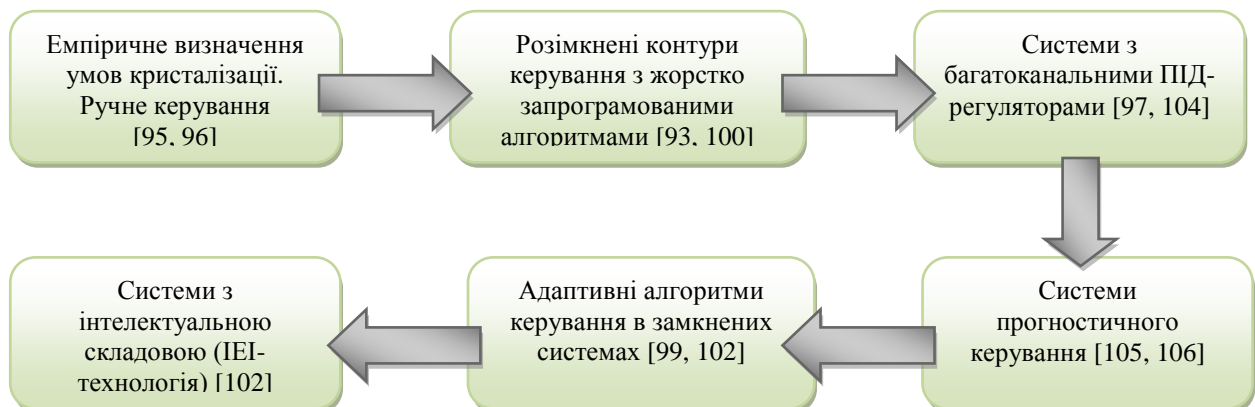 Емпіричне визначення
умов кристалізації.
Ручне керування
[95, 96]
Розімкнені контури
керування з жорстко
запрограмованими
алгоритмами [93, 100]
Системи з
багатоканальними ПІД-
регуляторами [97, 104]
Системи
прогностичного
керування [105, 106]
Адаптивні алгоритми
керування в замкнених
системах [99, 102]
Системи з
інтелектуальною
складовою (ІЕІ-
технологія) [102]